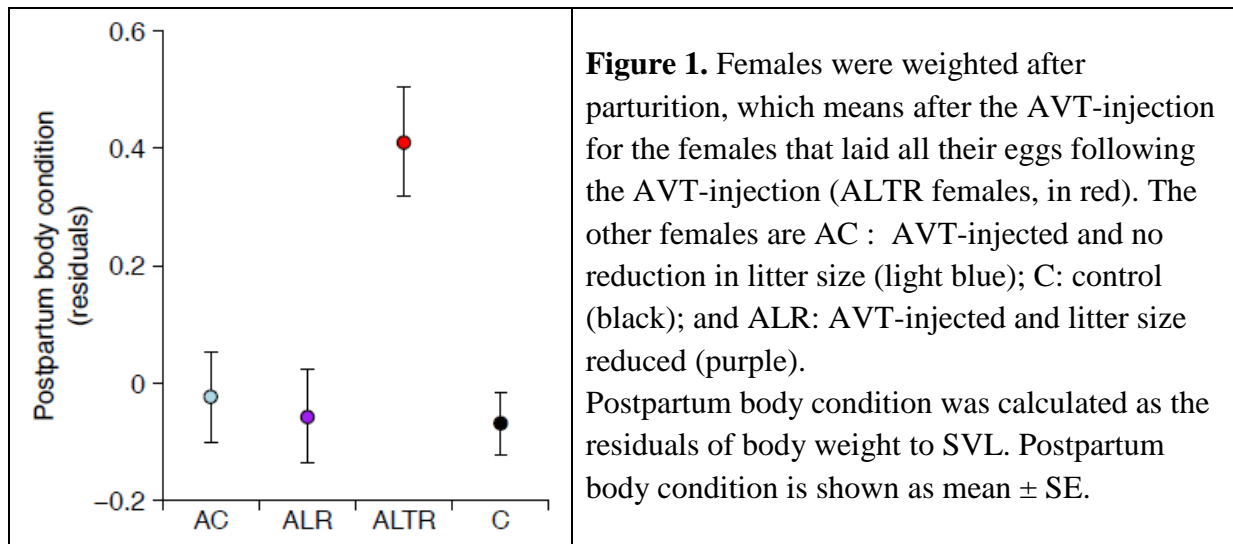 0.6
0.4
0.2
0
−0.2
Postpartum body condition
(residuals)
AC
ALR
ALTR
C
Figure 1. Females were weighted after
parturition, which means after the AVT-injection
for the females that laid all their eggs following
the AVT-injection (ALTR females, in red). The
other females are AC : AVT-injected and no
reduction in litter size (light blue); C: control
(black); and ALR: AVT-injected and litter size
reduced (purple).
Postpartum body condition was calculated as the
residuals of body weight to SVL. Postpartum
body condition is shown as mean ± SE.